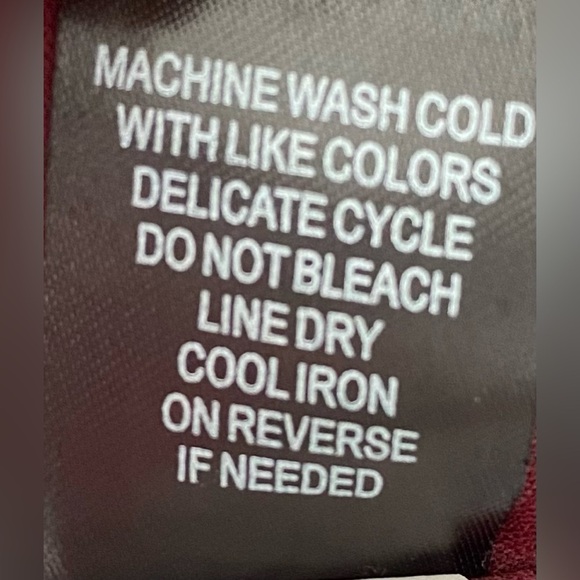 MACHINE WASH COLD
WITH LIKE COLORS
DELICATE CYCLE
DO NOT BLEACH
LINE DRY
COOL IRON
ON REVERSE
IF NEEDED